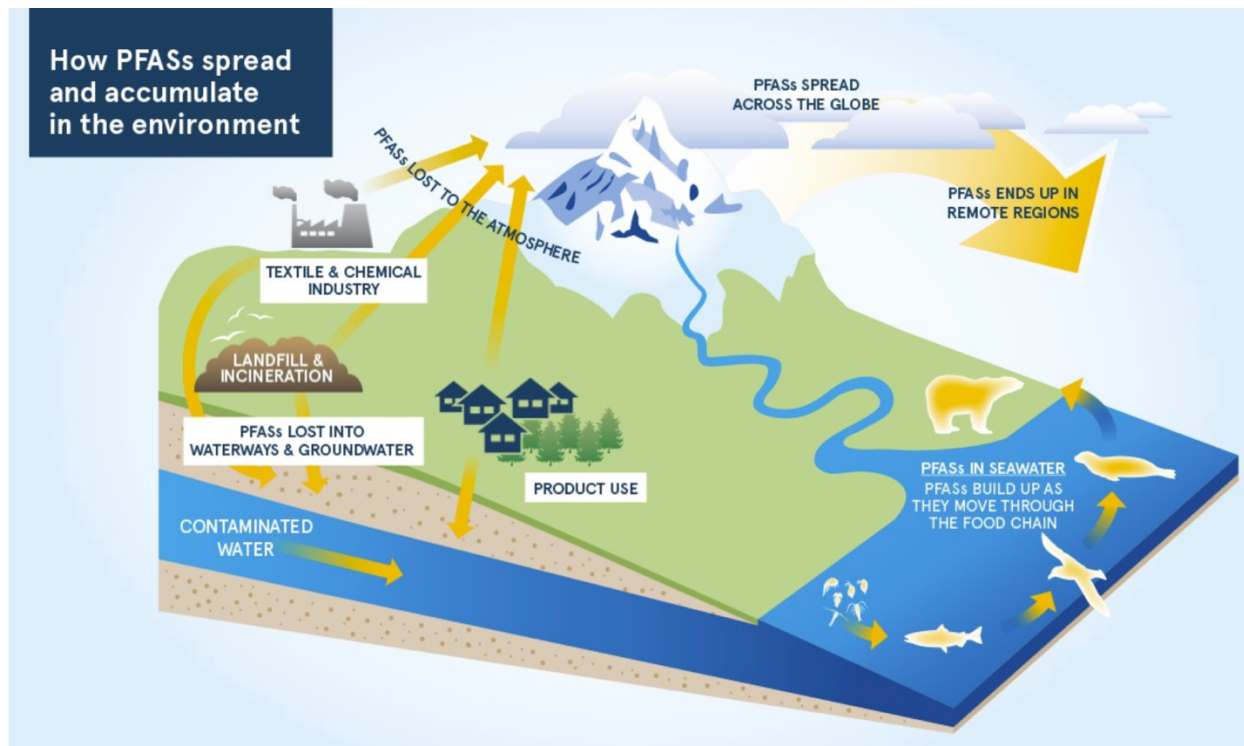 How PFASs spread
and accumulate
in the environment
PFASs SPREAD
ACROSS THE GLOBE
PFASs LOST TO THE ATMOSPHERE
PFASs ENDS UP IN
REMOTE REGIONS
TEXTILE & CHEMICAL
INDUSTRY
LANDFILL &
INCINERATION
PFASs LOST INTO
WATERWAYS & GROUNDWATER
PRODUCT USE
PFASs IN SEAWATER
PFASs BUILD UP AS
THEY MOVE THROUGH
THE FOOD CHAIN
CONTAMINATED
WATER